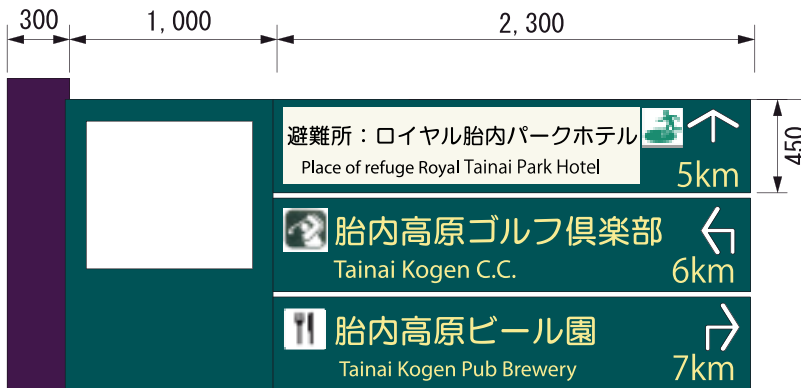 300
1,000
2,300
避難所：ロイヤル胎内パークホテル
Place of refuge Royal Tainai Park Hotel
5km
450
胎内高原ゴルフ倶楽部
Tainai Kogen C.C.
6km
胎内高原ビール園
Tainai Kogen Pub Brewery
7km